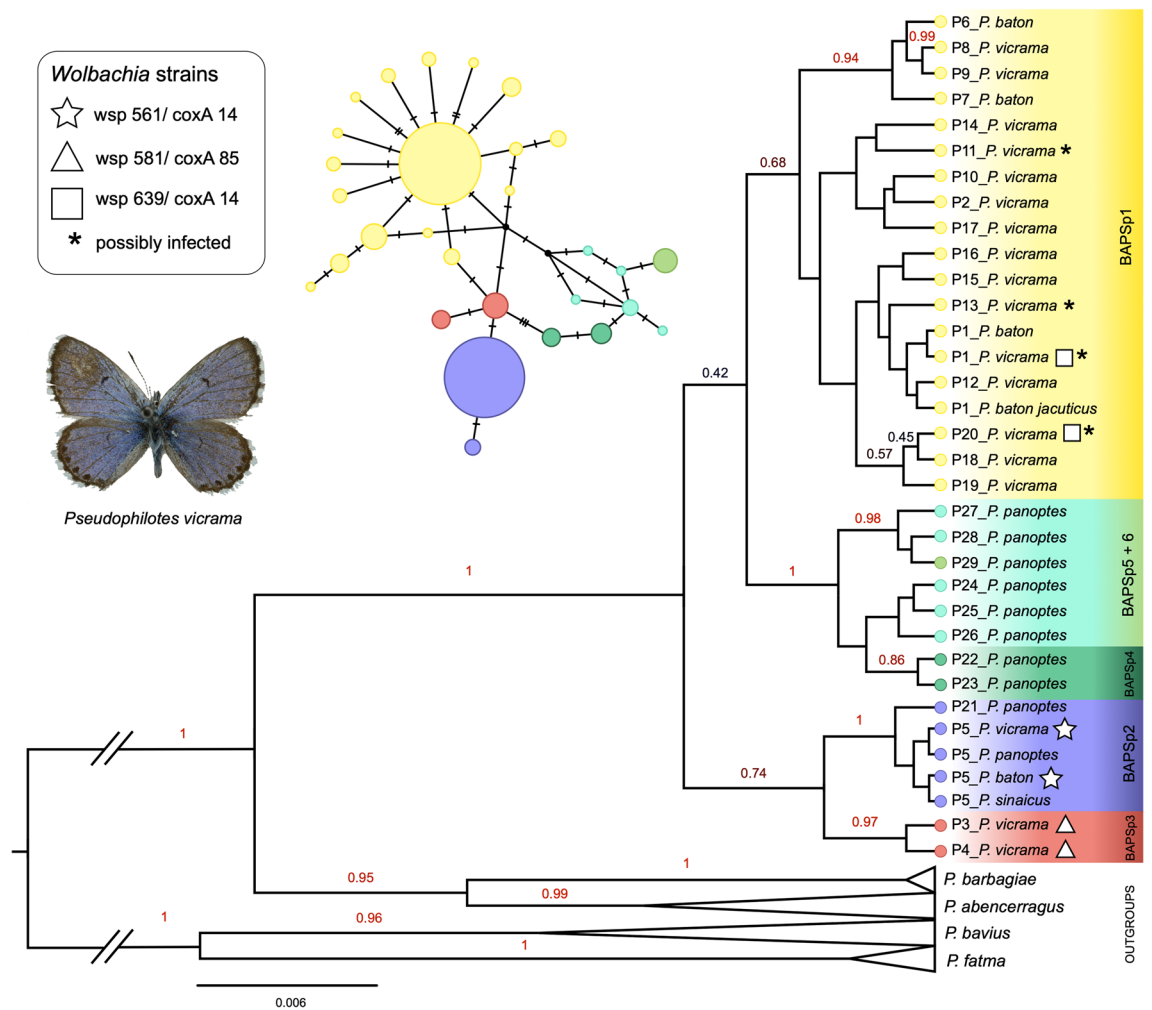 Wolbachia strains
wsp 561/ coxA 14
wsp 581/ coxA 85
wsp 639/ coxA 14
* possibly infected
Pseudophilotes vicrama
P6_P. baton
0.99
P8_P. vicrama
0.94
P9_P. vicrama
P7_P. baton
P14_P. vicrama
P11_P. vicrama *
0.68
P10_P. vicrama
P2_P. vicrama
P17_P. vicrama
BAPSp1
P16_P. vicrama
P15_P. vicrama
P13_P. vicrama *
P1_P. baton
P1_P. vicrama *
0.42
P12_P. vicrama
P1_P. baton jacuticus
0.45
P20_P. vicrama *
0.57
P18_P. vicrama
P19_P. vicrama
P27_P. panoptes
0.98
P28_P. panoptes
P29_P. panoptes
1
1
P24_P. panoptes
P25_P. panoptes
P26_P. panoptes
BAPSp5 + 6
0.86
P22_P. panoptes
P23_P. panoptes
BAPSp4
P21_P. panoptes
1
1
P5_P. vicrama
P5_P. panoptes
0.74
P5_P. baton
P5_P. sinaicus
BAPSp2
0.97
P3_P. vicrama
P4_P. vicrama
BAPSp3
1
0.95
P. barbagiae
0.99
P. abencerragus
1
0.96
P. bavius
1
P. fatma
OUTGROUPS
0.006